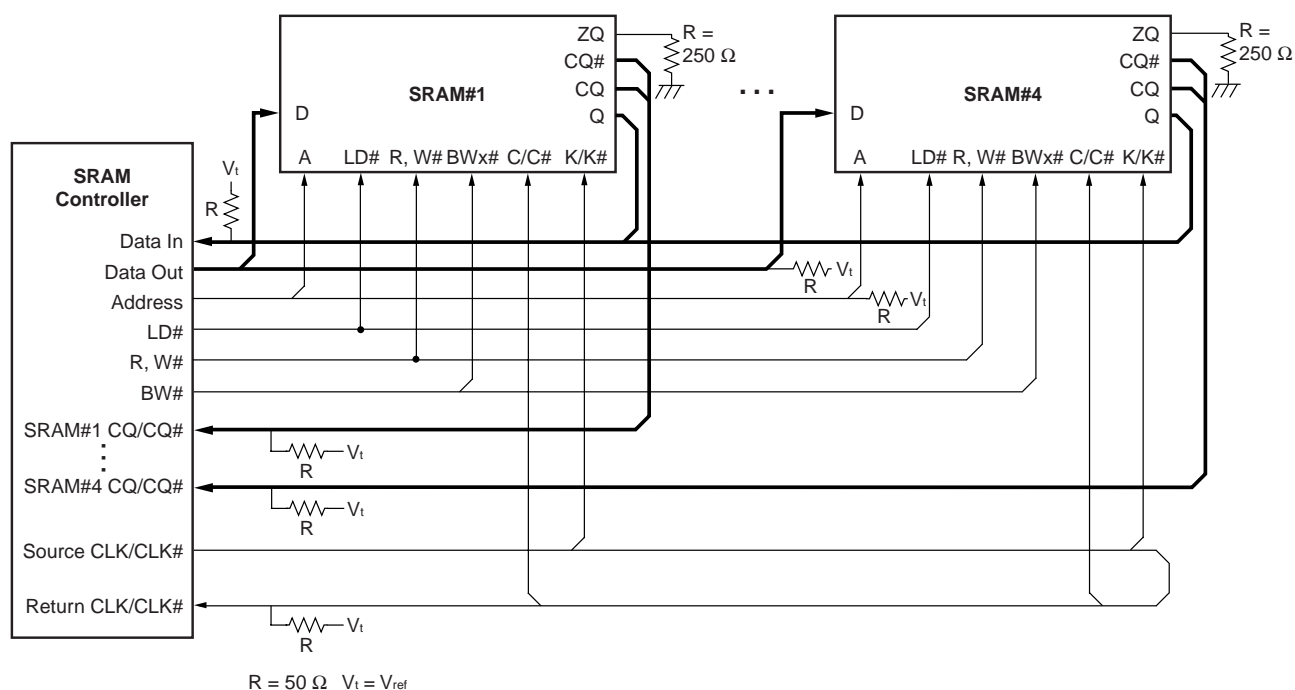 SRAM#1
ZQ
CQ#
CQ
Q
D
A
LD#
R, W#
BWx#
C/C#
K/K#
R =
250 Ω
...
SRAM#4
ZQ
CQ#
CQ
Q
D
A
LD#
R, W#
BWx#
C/C#
K/K#
R =
250 Ω
SRAM
Controller
Vt
R
Data In
Data Out
R
Vt
Address
R
Vt
LD#
R, W#
BW#
SRAM#1 CQ/CQ#
R
Vt
SRAM#4 CQ/CQ#
R
Vt
Source CLK/CLK#
Return CLK/CLK#
R
Vt
R = 50 Ω Vt = Vref